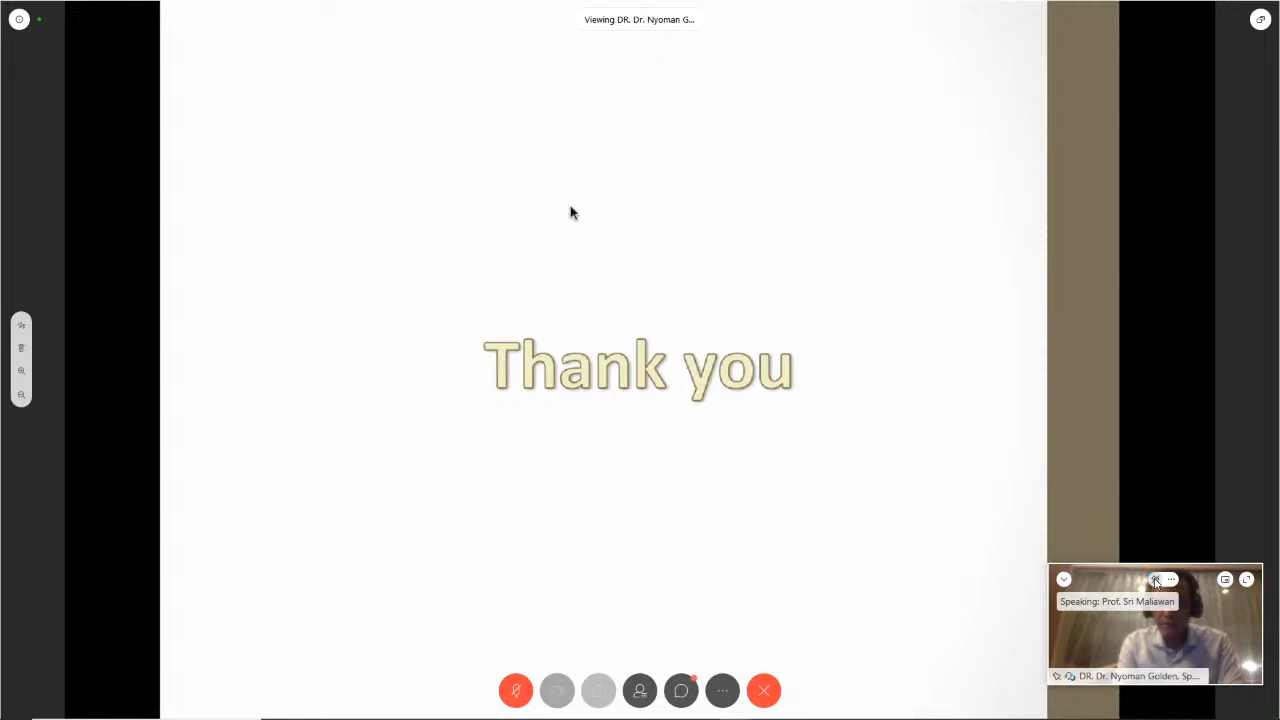 Viewing DR. Dr. Nyoman G...
Thank you
Speaking: Prof. Sri Maliawan
DR. Dr. Nyoman Golden, Sp....